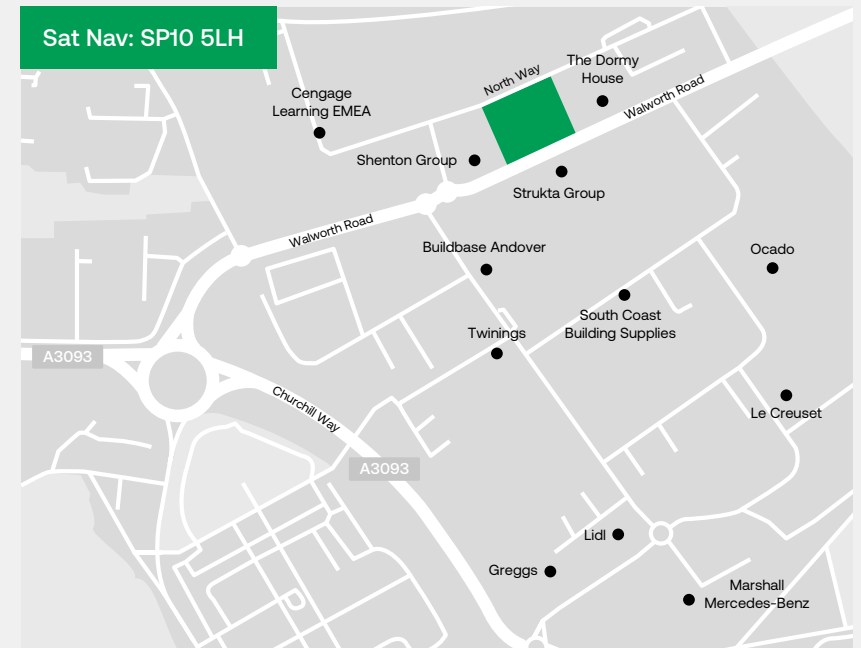 Sat Nav: SP10 5LH
North Way
The Dormy
House
Cengage
Learning EMEA
Walworth Road
Shenton Group
Strukta Group
Walworth Road
Buildbase Andover
Ocado
South Coast
Building Supplies
Twinings
A3093
Churchill Way
Le Creuset
A3093
Lidl
Greggs
Marshall
Mercedes-Benz